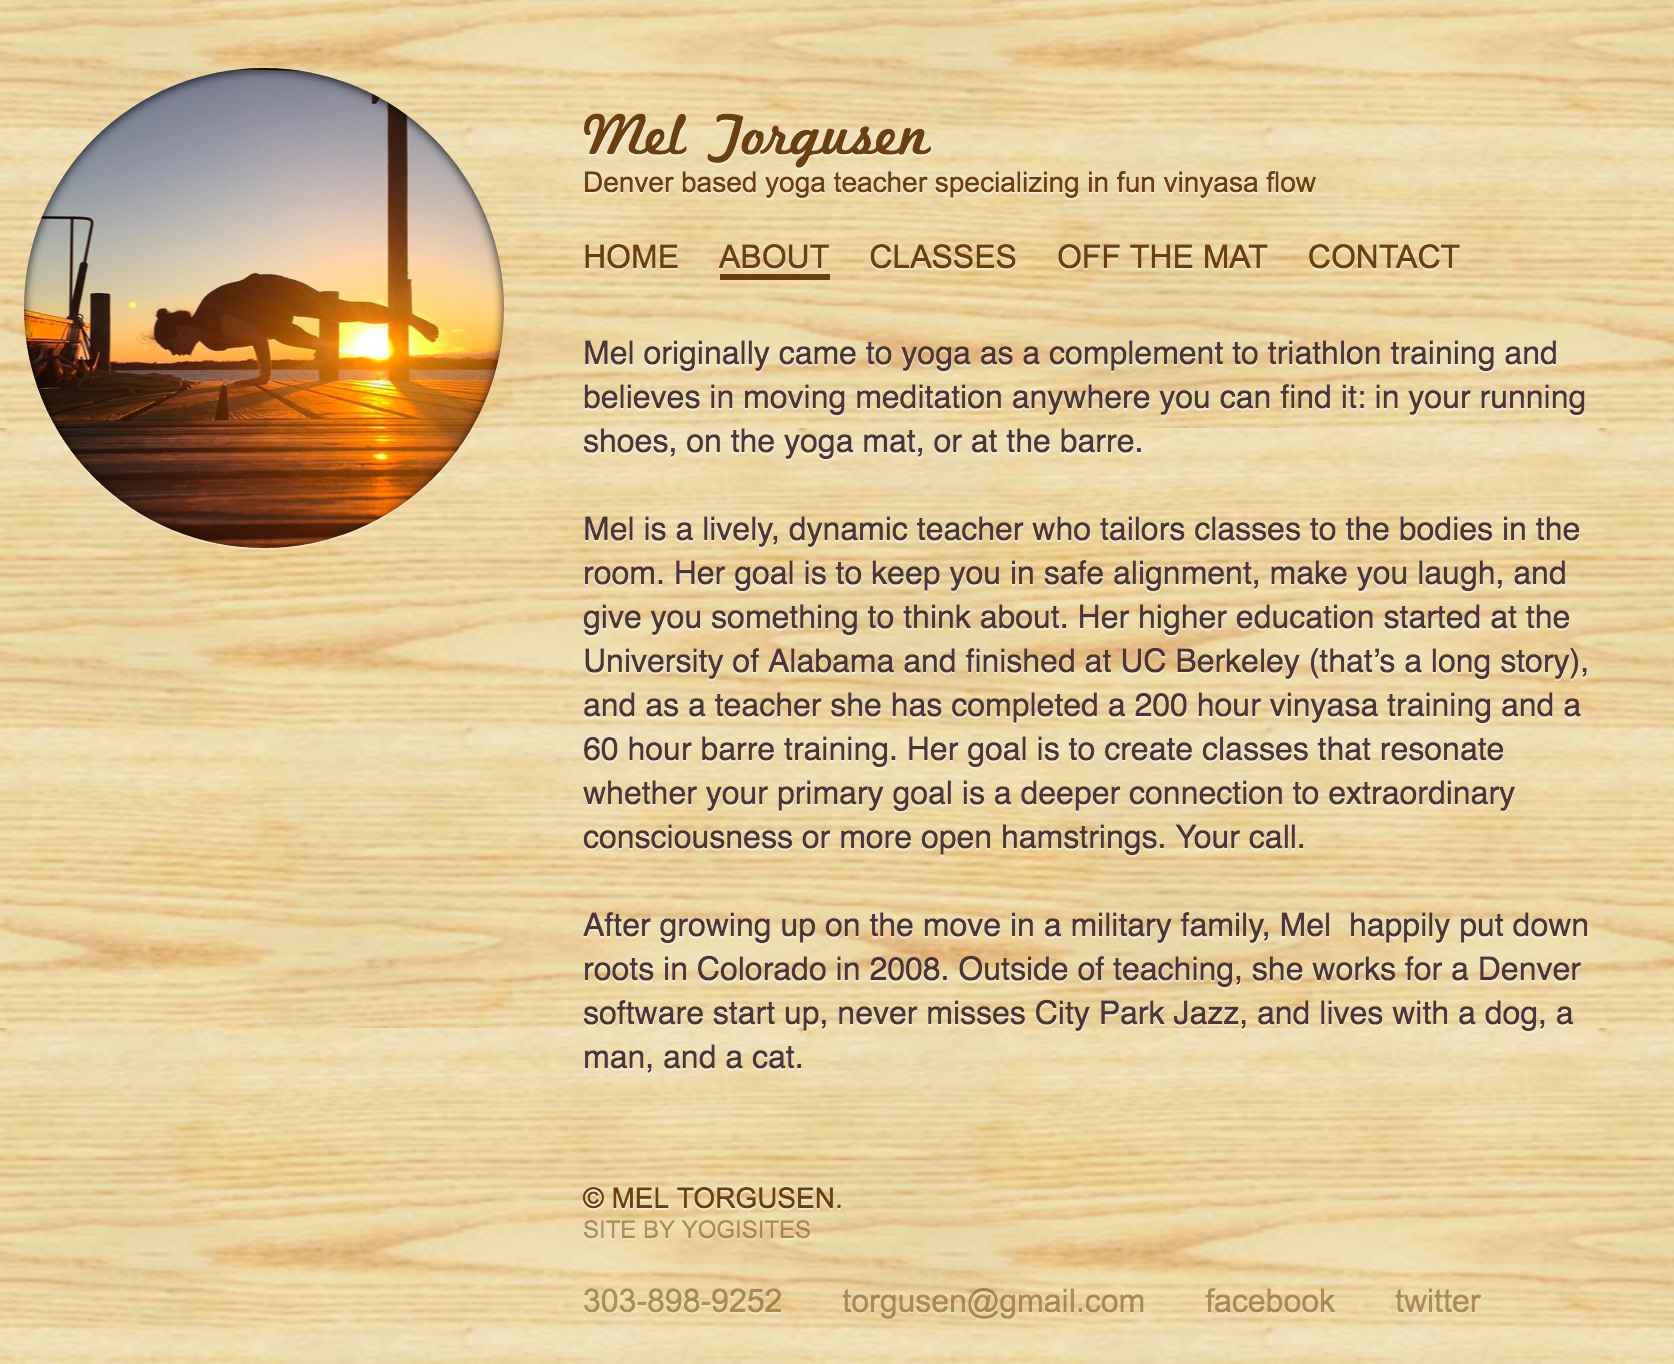 Mel Torgusen
Denver based yoga teacher specializing in fun vinyasa flow
HOME ABOUT CLASSES OFF THE MAT CONTACT
Mel originally came to yoga as a complement to triathlon training and
believes in moving meditation anywhere you can find it: in your running
shoes, on the yoga mat, or at the barre.
Mel is a lively, dynamic teacher who tailors classes to the bodies in the
room. Her goal is to keep you in safe alignment, make you laugh, and
give you something to think about. Her higher education started at the
University of Alabama and finished at UC Berkeley (that’s a long story),
and as a teacher she has completed a 200 hour vinyasa training and a
60 hour barre training. Her goal is to create classes that resonate
whether your primary goal is a deeper connection to extraordinary
consciousness or more open hamstrings. Your call.
After growing up on the move in a military family, Mel  happily put down
roots in Colorado in 2008. Outside of teaching, she works for a Denver
software start up, never misses City Park Jazz, and lives with a dog, a
man, and a cat.
© MEL TORGUSEN.
SITE BY YOGISITES
303-898-9252 torgusen@gmail.com facebook twitter